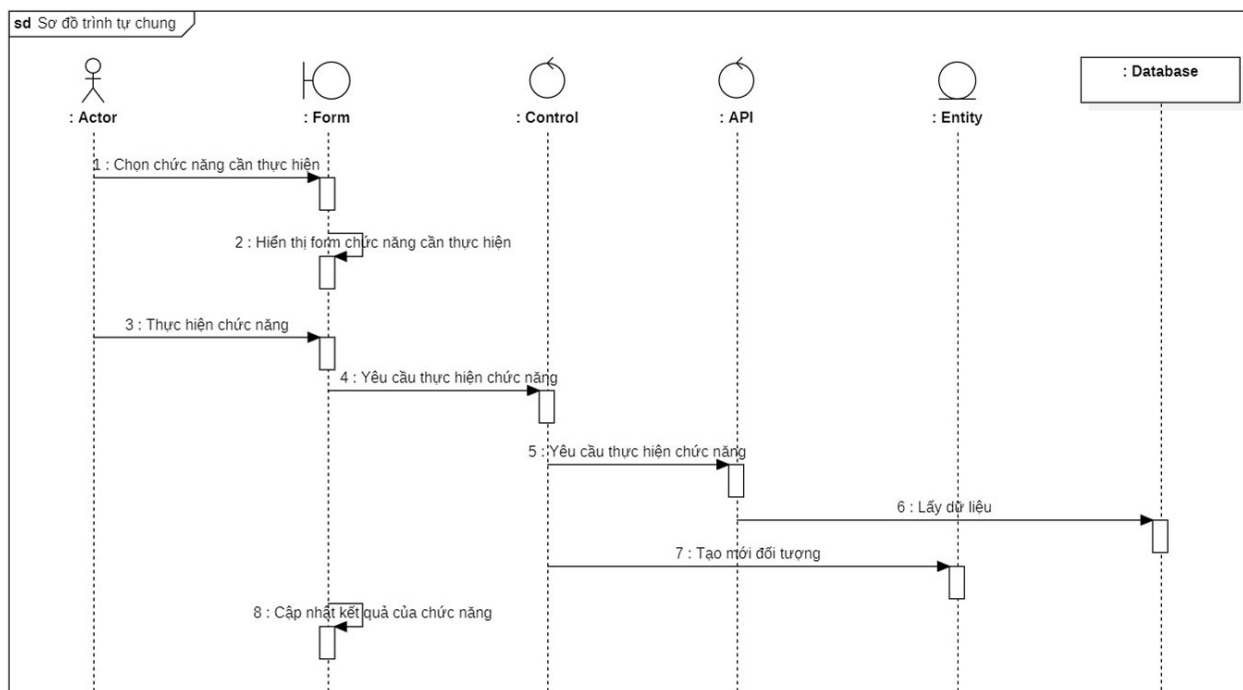 sd Sơ đồ trình tự chung
: Actor
: Form
: Control
: API
: Entity
: Database
1 : Chọn chức năng cần thực hiện
2 : Hiển thị form chức năng cần thực hiện
3 : Thực hiện chức năng
4 : Yêu cầu thực hiện chức năng
5 : Yêu cầu thực hiện chức năng
6 : Lấy dữ liệu
7 : Tạo mới đối tượng
8 : Cập nhật kết quả của chức năng